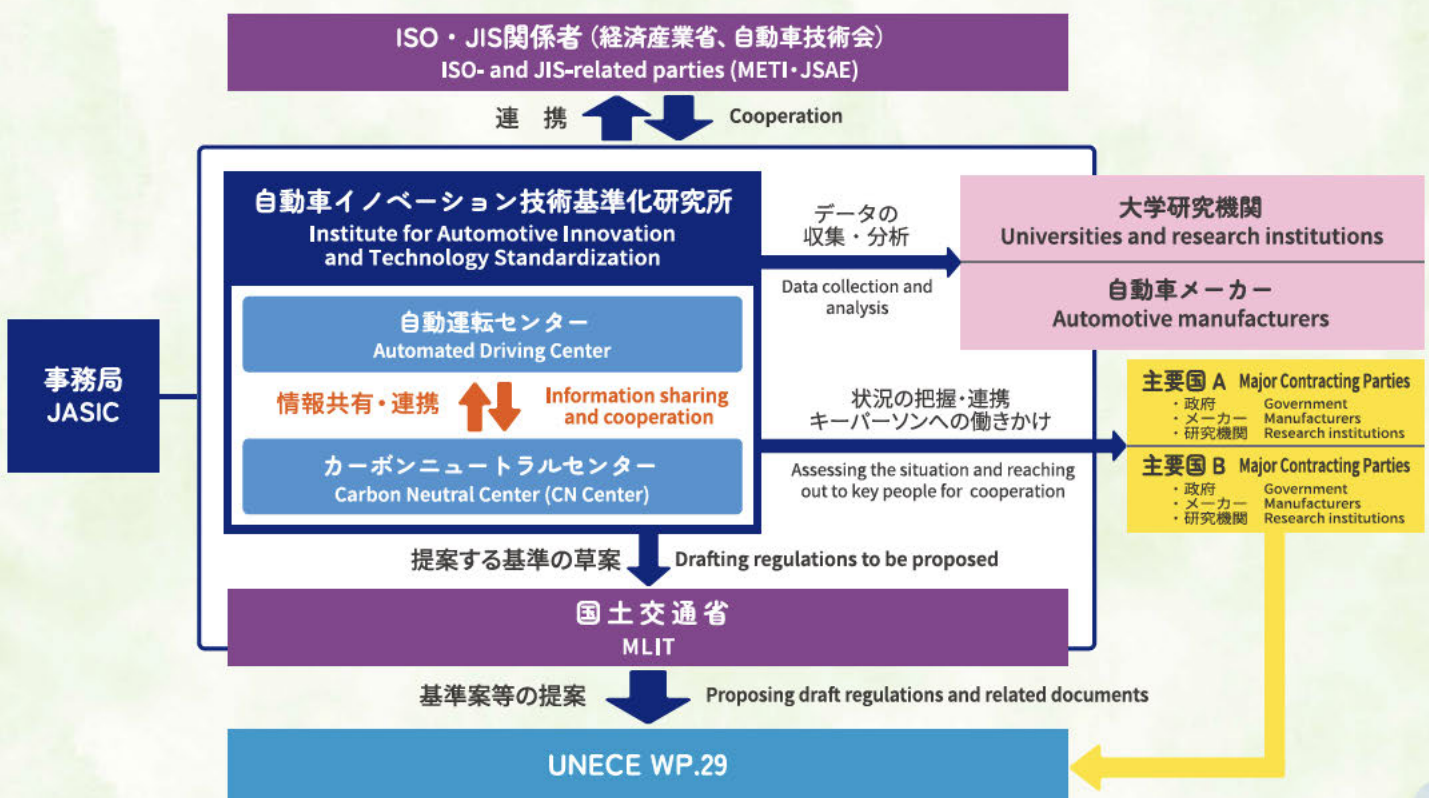 ISO・JIS関係者（経済産業省、自動車技術会）
ISO- and JIS-related parties (METI・JSAE)
連 携
Cooperation
自動車イノベーション技術基準化研究所
Institute for Automotive Innovation
and Technology Standardization
自動運転センター
Automated Driving Center
情報共有・連携
Information sharing
and cooperation
カーボンニュートラルセンター
Carbon Neutral Center (CN Center)
事務局
JASIC
データの
収集・分析
Data collection and
analysis
大学研究機関
Universities and research institutions
自動車メーカー
Automotive manufacturers
状況の把握・連携
キーパーソンへの働きかけ
Assessing the situation and reaching
out to key people for cooperation
主要国 A Major Contracting Parties
・政府 Government
・メーカー Manufacturers
・研究機関 Research institutions
主要国 B Major Contracting Parties
・政府 Government
・メーカー Manufacturers
・研究機関 Research institutions
提案する基準の草案
Drafting regulations to be proposed
国土交通省
MLIT
基準案等の提案
Proposing draft regulations and related documents
UNECE WP.29